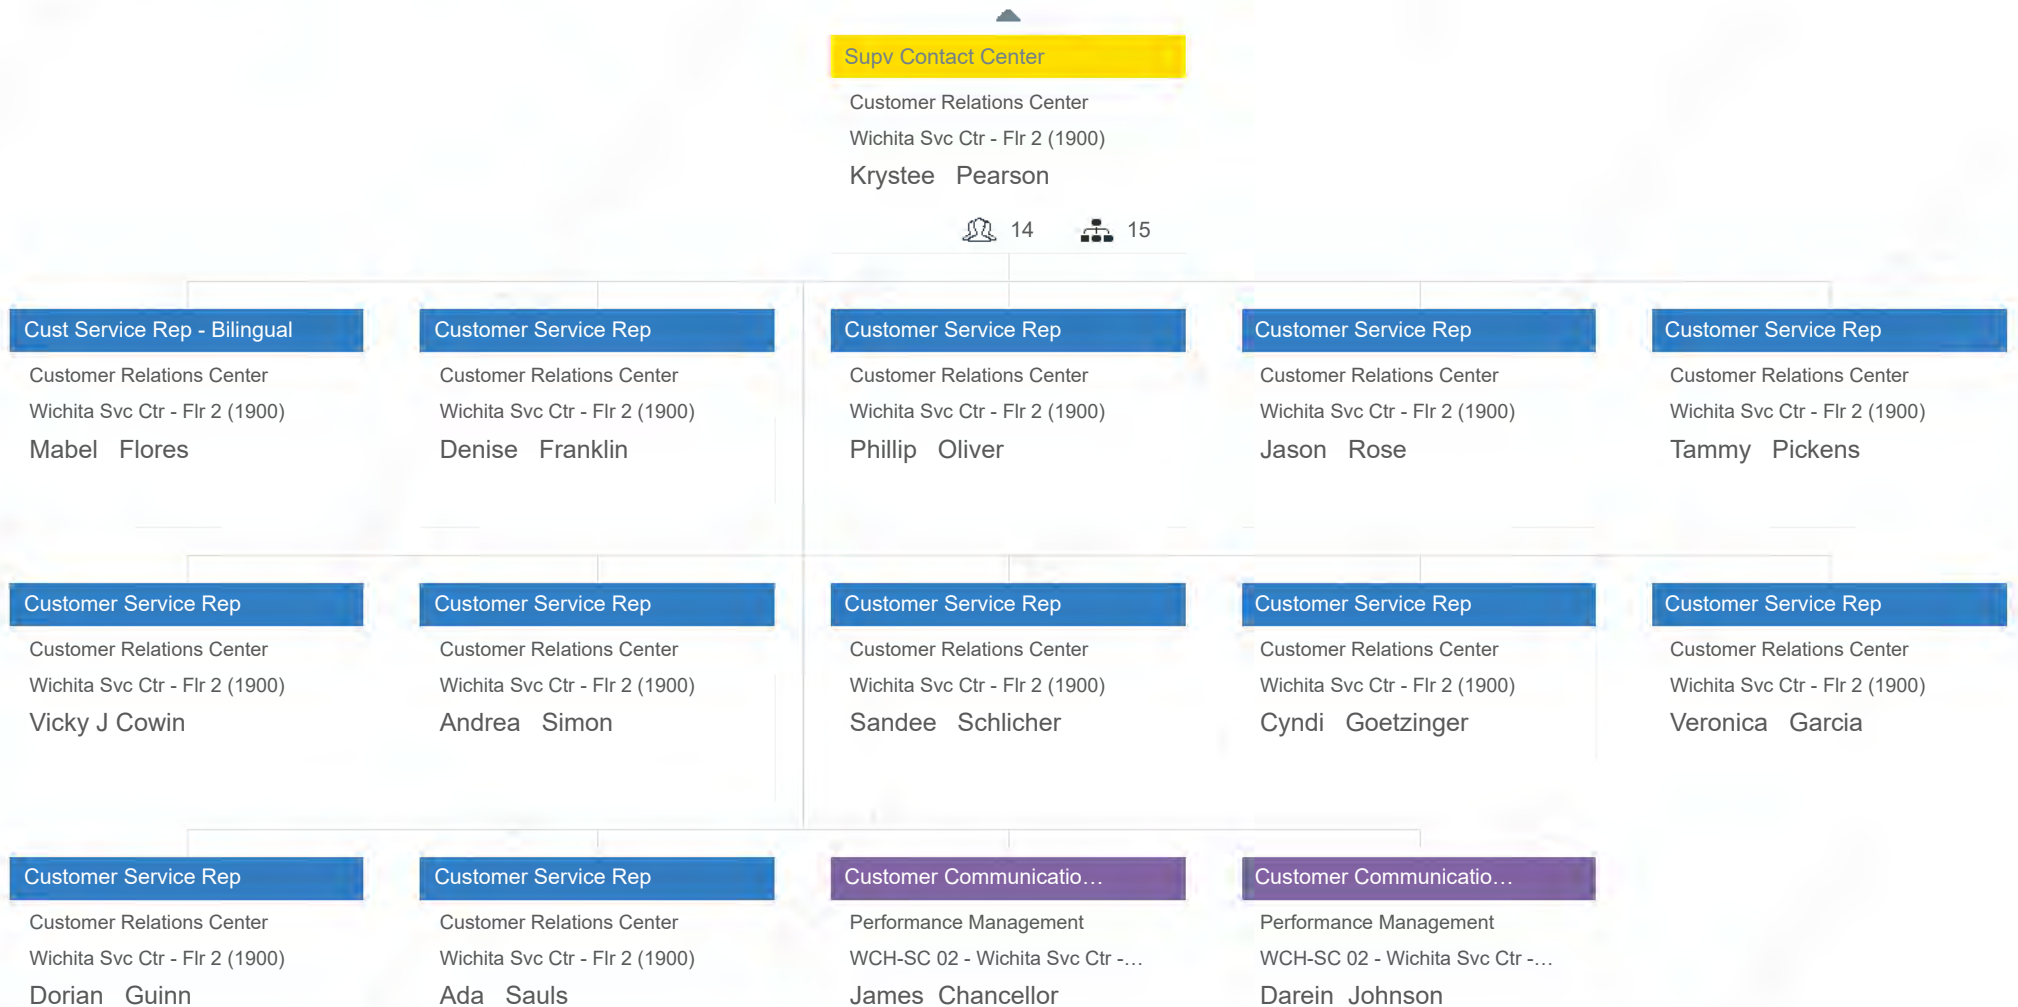 Supv Contact Center
Customer Relations Center
Wichita Svc Ctr - Flr 2 (1900)
Krystee Pearson
14 15
Cust Service Rep - Bilingual
Customer Relations Center
Wichita Svc Ctr - Flr 2 (1900)
Mabel Flores
Customer Service Rep
Customer Relations Center
Wichita Svc Ctr - Flr 2 (1900)
Denise Franklin
Customer Service Rep
Customer Relations Center
Wichita Svc Ctr - Flr 2 (1900)
Phillip Oliver
Customer Service Rep
Customer Relations Center
Wichita Svc Ctr - Flr 2 (1900)
Jason Rose
Customer Service Rep
Customer Relations Center
Wichita Svc Ctr - Flr 2 (1900)
Tammy Pickens
Customer Service Rep
Customer Relations Center
Wichita Svc Ctr - Flr 2 (1900)
Vicky J Cowin
Customer Service Rep
Customer Relations Center
Wichita Svc Ctr - Flr 2 (1900)
Andrea Simon
Customer Service Rep
Customer Relations Center
Wichita Svc Ctr - Flr 2 (1900)
Sandee Schlicher
Customer Service Rep
Customer Relations Center
Wichita Svc Ctr - Flr 2 (1900)
Cyndi Goetzinger
Customer Service Rep
Customer Relations Center
Wichita Svc Ctr - Flr 2 (1900)
Veronica Garcia
Customer Service Rep
Customer Relations Center
Wichita Svc Ctr - Flr 2 (1900)
Dorian Guinn
Customer Service Rep
Customer Relations Center
Wichita Svc Ctr - Flr 2 (1900)
Ada Sauls
Customer Communicatio…
Performance Management
WCH-SC 02 - Wichita Svc Ctr -…
James Chancellor
Customer Communicatio…
Performance Management
WCH-SC 02 - Wichita Svc Ctr -…
Darein Johnson